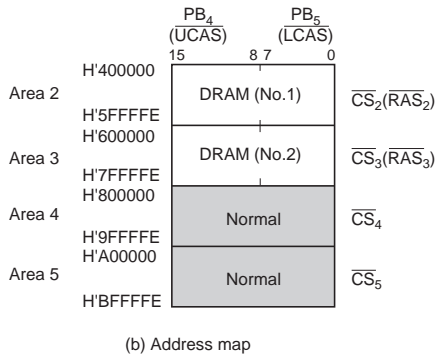 PB4 PB5
(UCAS) (LCAS)
15 8 7 0
H'400000
Area 2 DRAM (No.1) CS2(RAS2)
H'5FFFFE
H'600000
Area 3 DRAM (No.2) CS3(RAS3)
H'7FFFFE
H'800000
Area 4 Normal CS4
H'9FFFFE
H'A00000
Area 5 Normal CS5
H'BFFFFE
(b) Address map